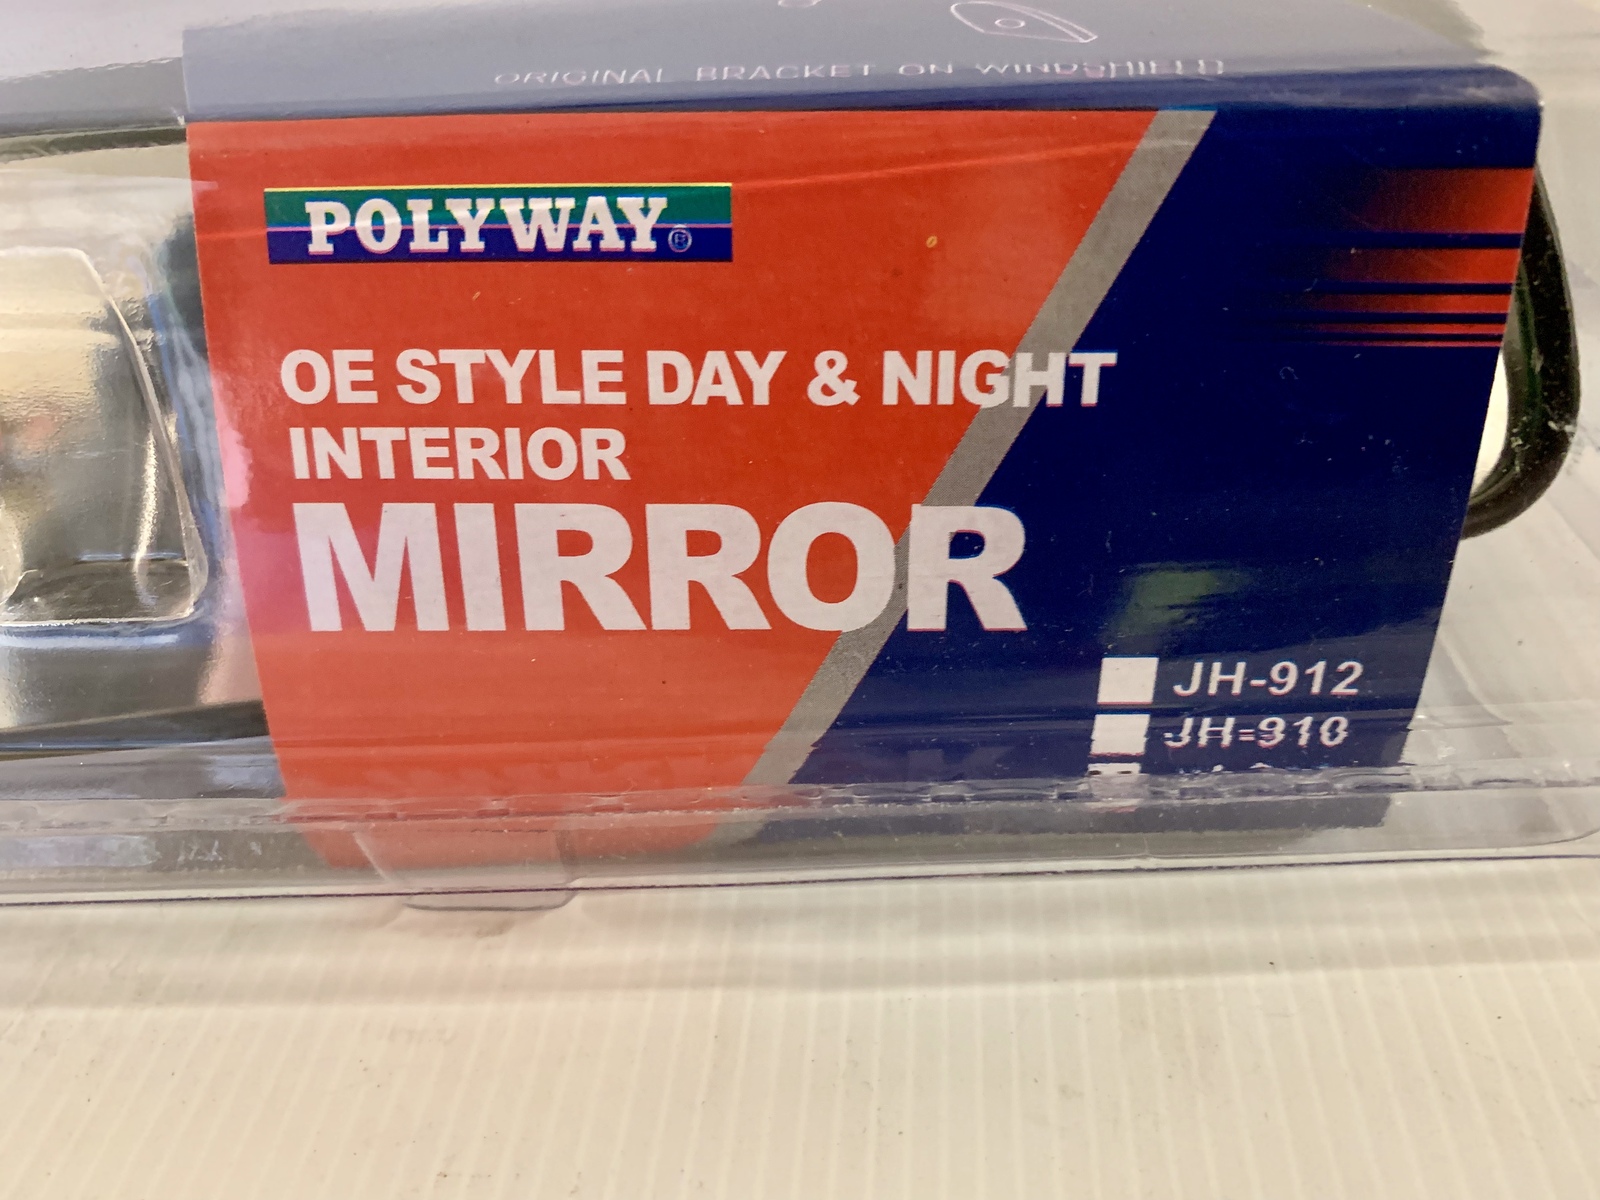 ORIGINAL BRACKET ON WINDSHIELD
POLYWAY®
OE STYLE DAY & NIGHT
INTERIOR
MIRROR
JH-912
JH-910